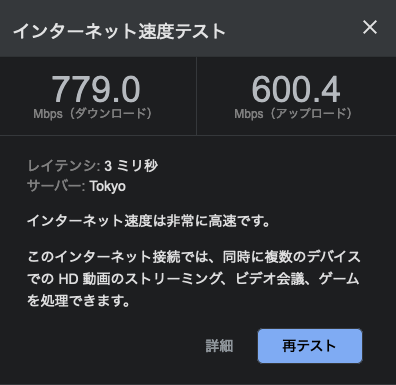 インターネット速度テスト
779.0
Mbps（ダウンロード）
600.4
Mbps（アップロード）
レイテンシ: 3 ミリ秒
サーバー: Tokyo
インターネット速度は非常に高速です。
このインターネット接続では、同時に複数のデバイス
での HD 動画のストリーミング、ビデオ会議、ゲーム
を処理できます。
詳細
再テスト